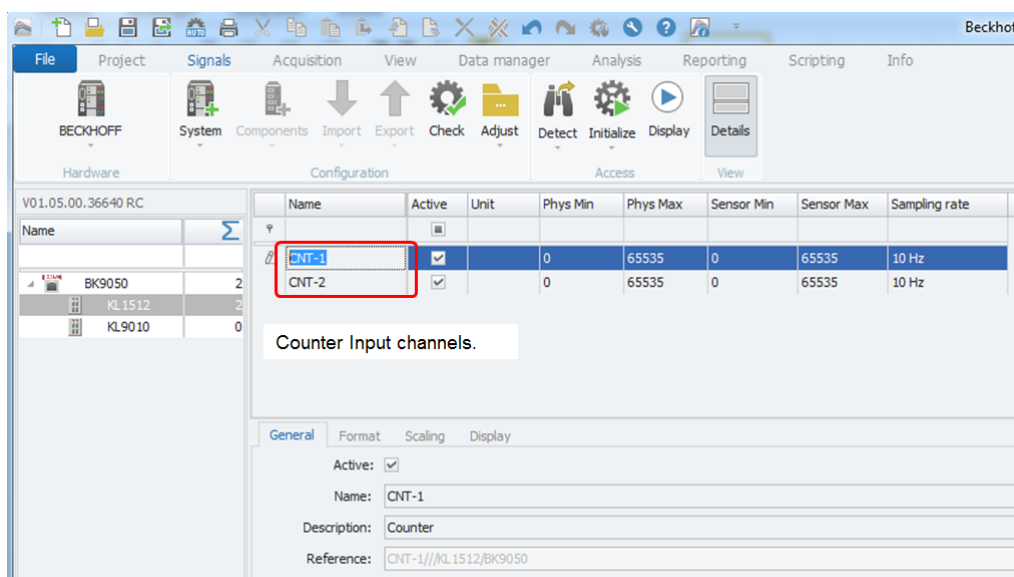 Beckhof
File Project Signals Acquisition View Data manager Analysis Reporting Scripting Info
BECKHOFF System Components Import Export Check Adjust Detect Initialize Display Details
Hardware Configuration Access View
V01.05.00.36640 RC
Name Σ
Name Active Unit Phys Min Phys Max Sensor Min Sensor Max Sampling rate
CNT-1 0 65535 0 65535 10 Hz
CNT-2 0 65535 0 65535 10 Hz
BK9050 2
KL1512 2
KL9010 0
Counter Input channels.
General Format Scaling Display
Active:
Name: CNT-1
Description: Counter
Reference: CNT-1///KL1512/BK9050